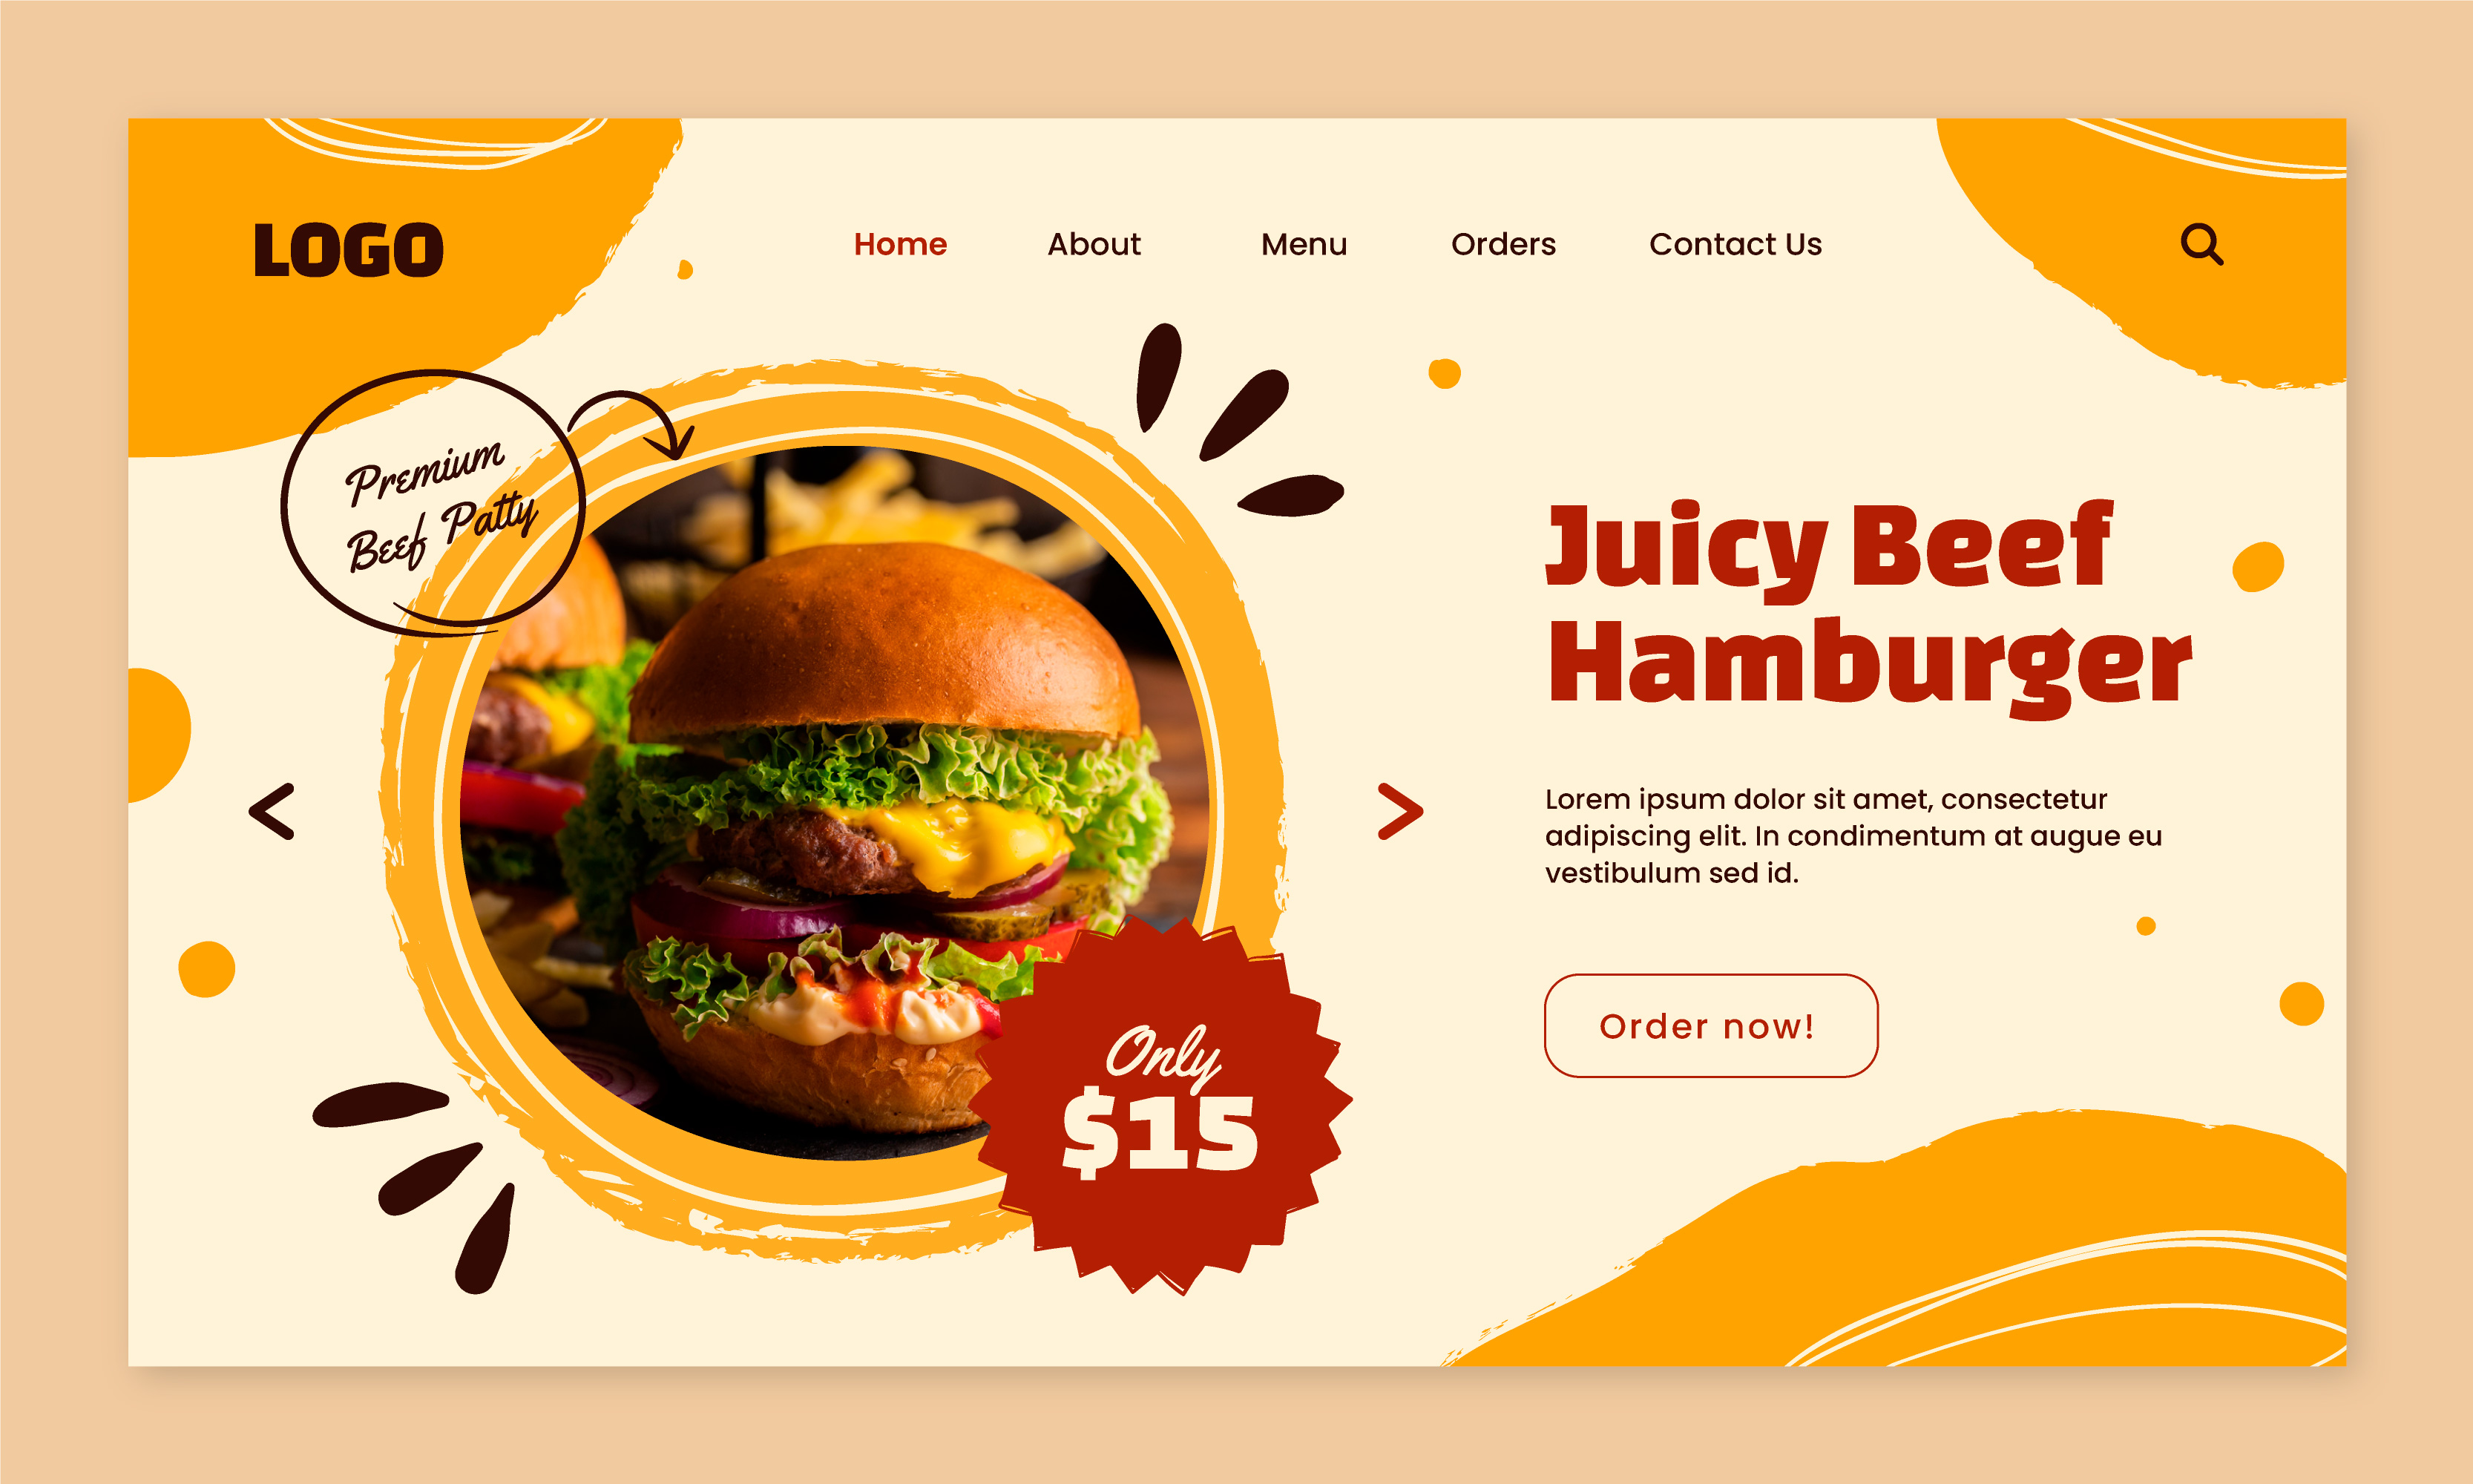 LOGO
Home
About
Menu
Orders
Contact Us
Premium
Beef Patty
Juicy Beef
Hamburger
Lorem ipsum dolor sit amet, consectetur
adipiscing elit. In condimentum at augue eu
vestibulum sed id.
Order now!
Only
$15